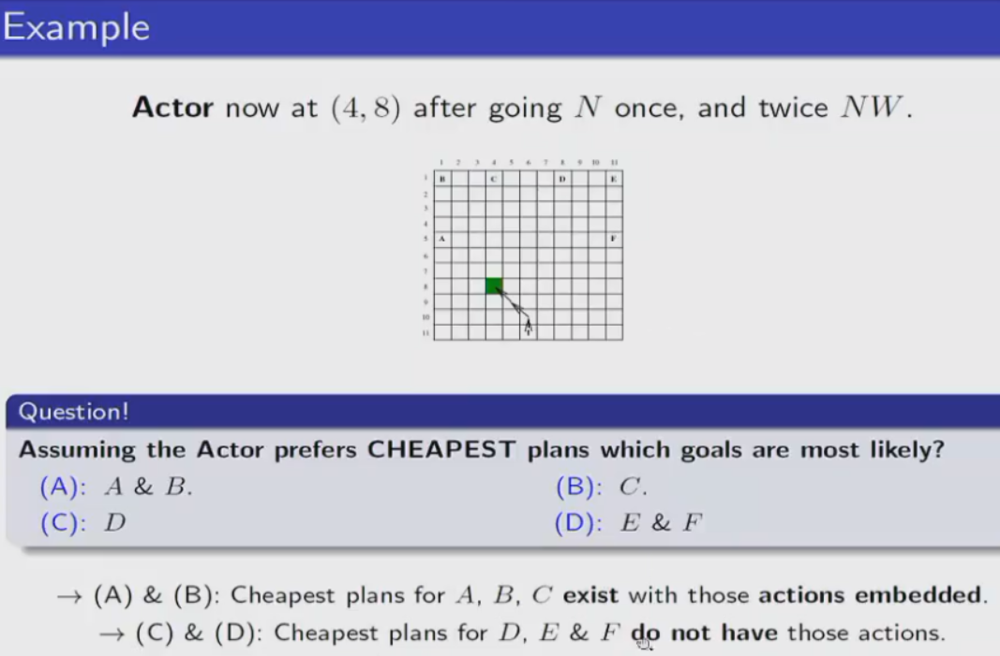 Example
Actor now at (4, 8) after going N once, and twice NW.
1 2 3 4 5 6 7 8 9 10 11
1 B C D E
2
3
4
5 A F
6
7
8
9
10
11
Question!
Assuming the Actor prefers CHEAPEST plans which goals are most likely?
(A): A & B. (B): C.
(C): D (D): E & F
→ (A) & (B): Cheapest plans for A, B, C exist with those actions embedded.
→ (C) & (D): Cheapest plans for D, E & F do not have those actions.